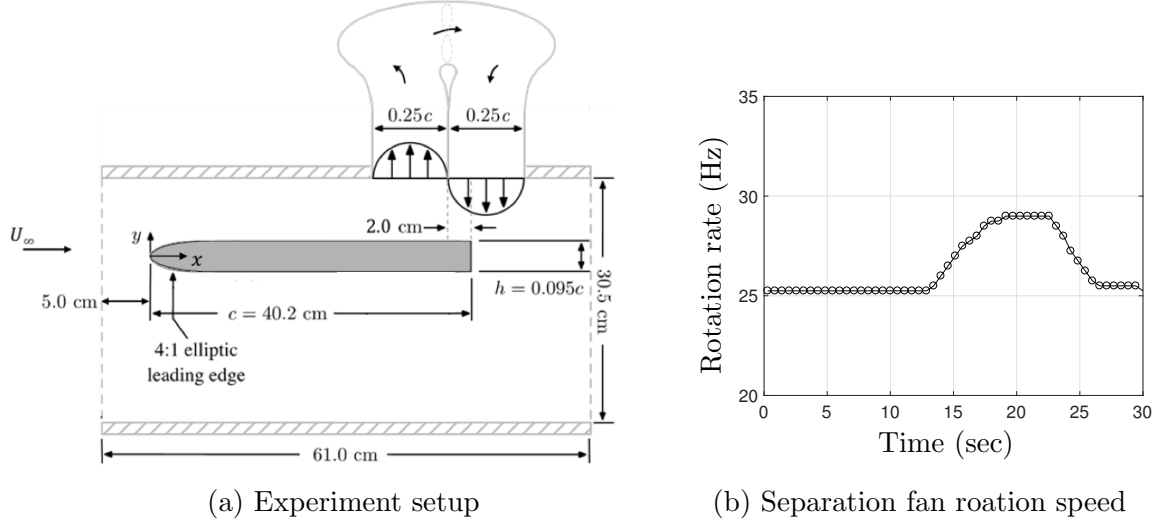 0.25c 0.25c
2.0 cm
U∞
y
x
5.0 cm
h = 0.095c
c = 40.2 cm
30.5 cm
4:1 elliptic
leading edge
61.0 cm
(a) Experiment setup
35
30
25
20
Rotation rate (Hz)
0 5 10 15 20 25 30
Time (sec)
(b) Separation fan roation speed